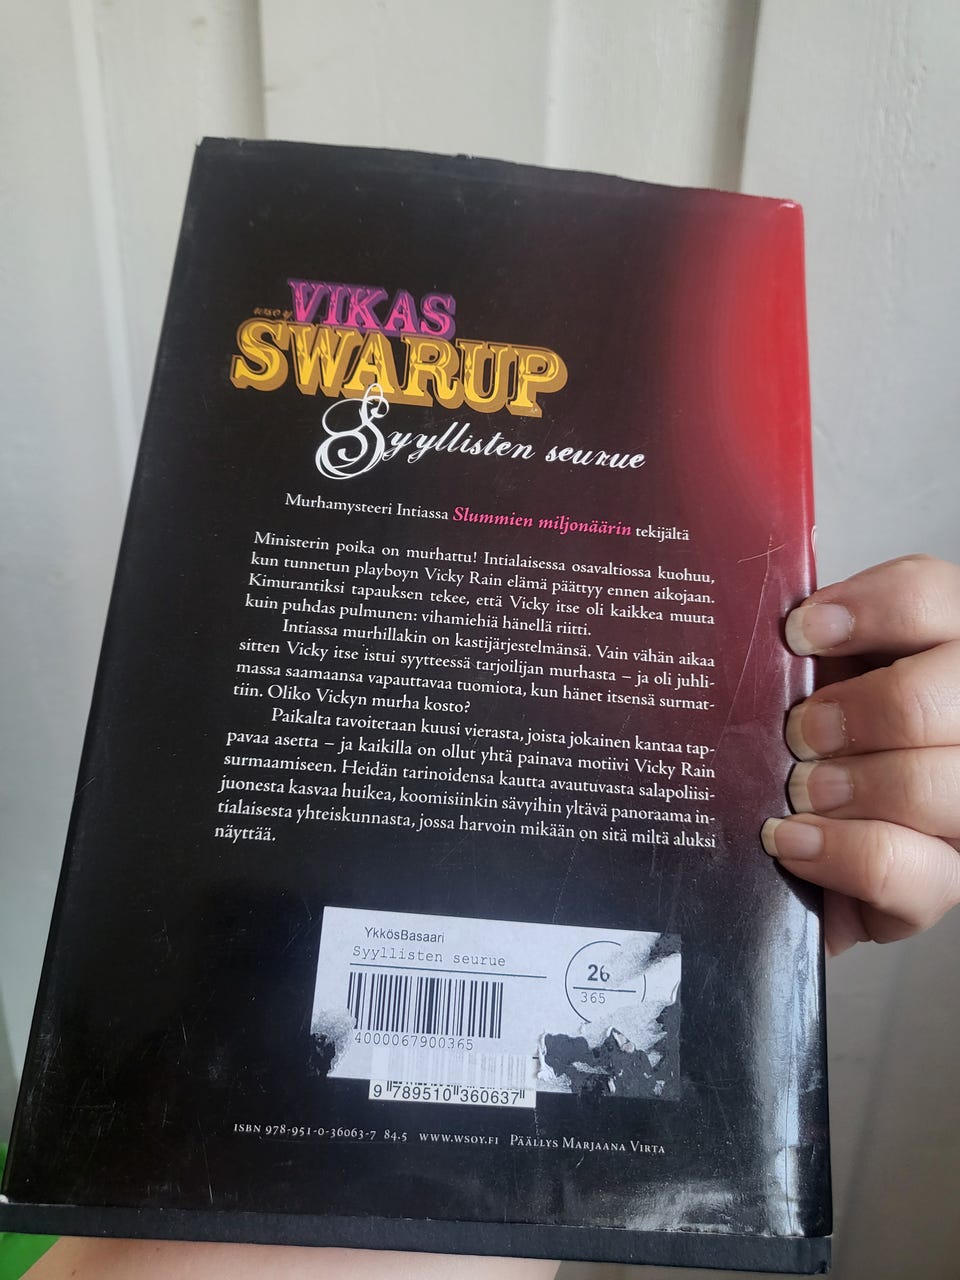 VIKAS
SWARUP
Syyllisten seurue
Murhamysteeri Intiassa Slummien miljonäärin tekijältä
Ministerin poika on murhattu! Intialaisessa osavaltiossa kuohuu,
kun tunnetun playboyn Vicky Rain elämä päättyy ennen aikojaan.
Kimurantiksi tapauksen tekee, että Vicky itse oli kaikkea muuta
kuin puhdas pulmunen: vihamiehiä hänellä riitti.
Intiassa murhillakin on kastijärjestelmänsä. Vain vähän aikaa
sitten Vicky itse istui syytteessä tarjoilijan murhasta – ja oli juhli-
massa saamaansa vapauttavaa tuomiota, kun hänet itsensä surmat-
tiin. Oliko Vickyn murha kosto?
Paikalta tavoitetaan kuusi vierasta, joista jokainen kantaa tap-
pavaa asetta – ja kaikilla on ollut yhtä painava motiivi Vicky Rain
surmaamiseen. Heidän tarinoidensa kautta avautuvasta salapoliisi-
juonesta kasvaa huikea, koomisiinkin sävyihin yltävä panoraama in-
tialaisesta yhteiskunnasta, jossa harvoin mikään on sitä miltä aluksi
näyttää.
YkkösBasaari
Syyllisten seurue
26
365
4000067900365
9 789510 360637
ISBN 978-951-0-36063-7 84.5 WWW.WSOY.FI PÄÄLLYS MARJAANA VIRTA